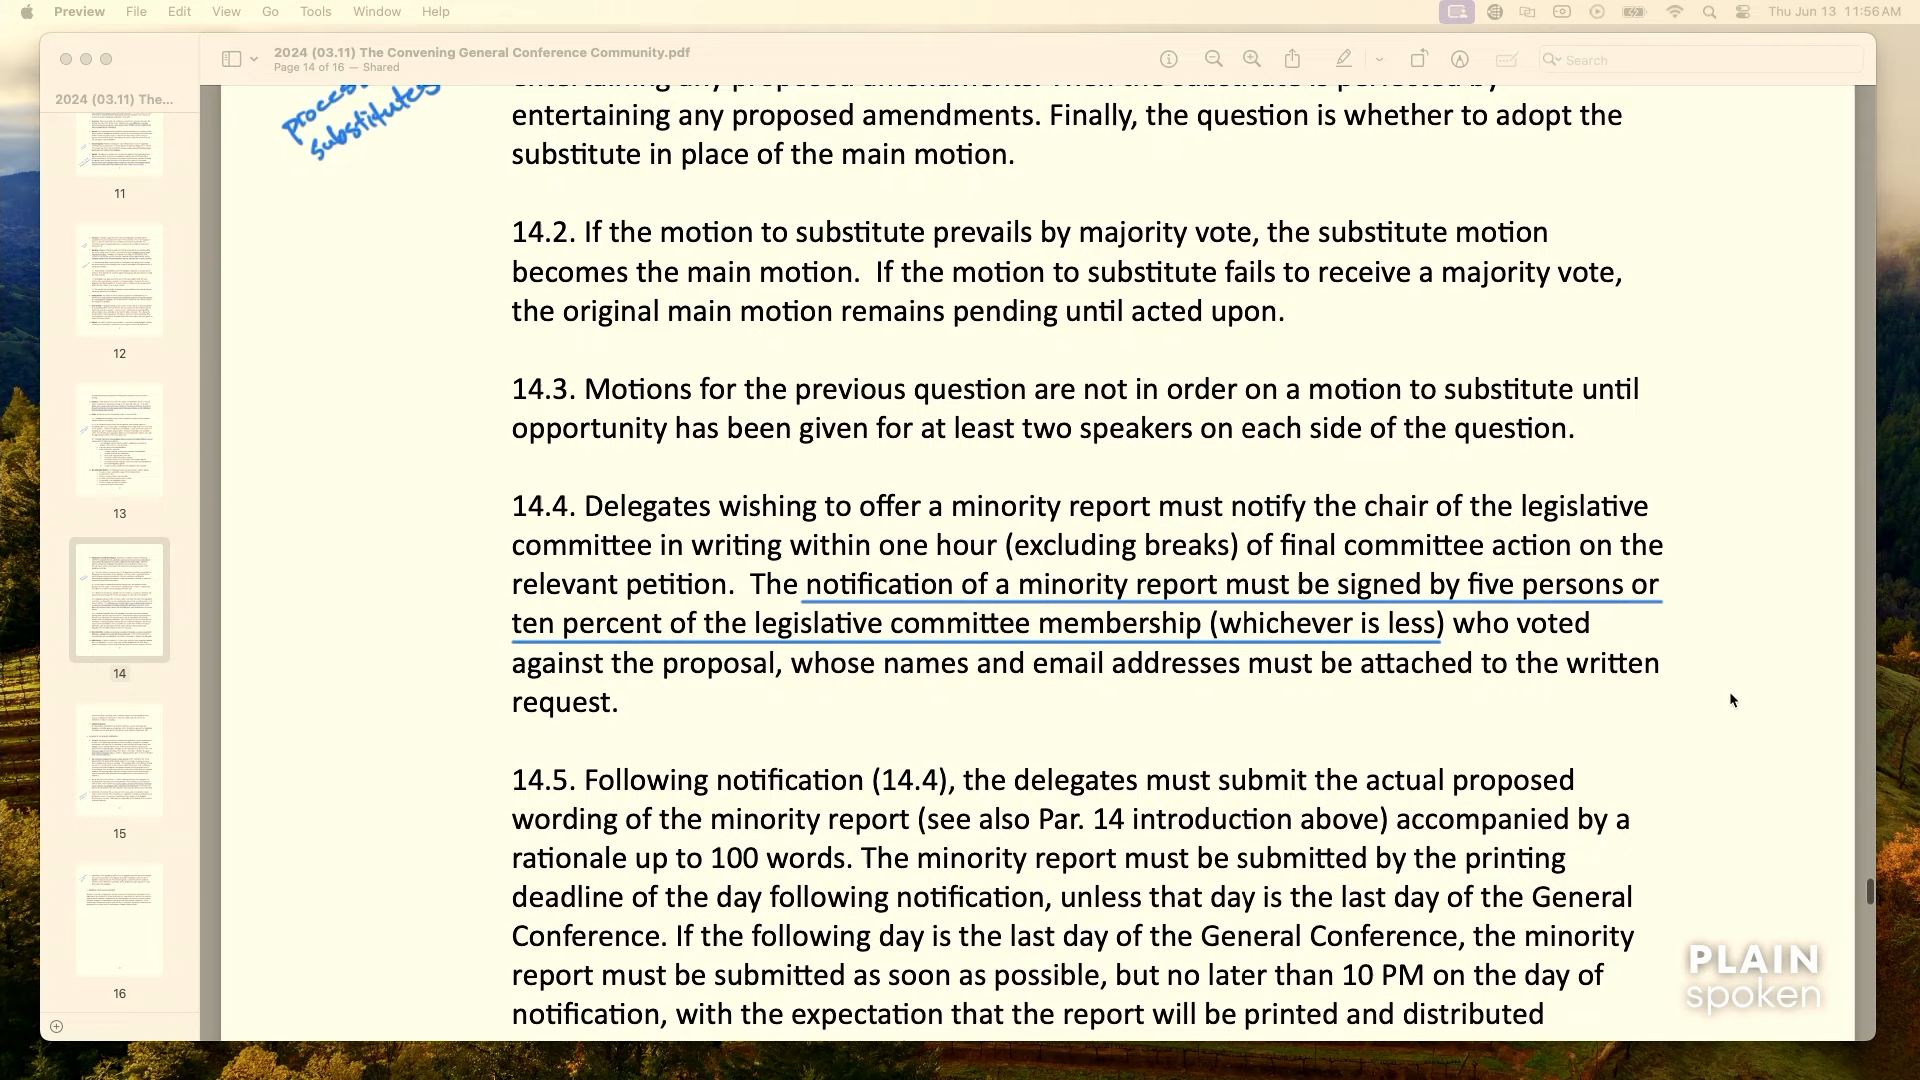 Preview File Edit View Go Tools Window Help Thu Jun 13 11:56 AM
2024 (03.11) The Convening General Conference Community.pdf
Page 14 of 16 — Shared
Search
2024 (03.11) The...
11
12
13
14
15
16
process
substitutes
entertaining any proposed amendments. Then the substitute is perfected by
entertaining any proposed amendments. Finally, the question is whether to adopt the
substitute in place of the main motion.
14.2. If the motion to substitute prevails by majority vote, the substitute motion
becomes the main motion. If the motion to substitute fails to receive a majority vote,
the original main motion remains pending until acted upon.
14.3. Motions for the previous question are not in order on a motion to substitute until
opportunity has been given for at least two speakers on each side of the question.
14.4. Delegates wishing to offer a minority report must notify the chair of the legislative
committee in writing within one hour (excluding breaks) of final committee action on the
relevant petition. The notification of a minority report must be signed by five persons or
ten percent of the legislative committee membership (whichever is less) who voted
against the proposal, whose names and email addresses must be attached to the written
request.
14.5. Following notification (14.4), the delegates must submit the actual proposed
wording of the minority report (see also Par. 14 introduction above) accompanied by a
rationale up to 100 words. The minority report must be submitted by the printing
deadline of the day following notification, unless that day is the last day of the General
Conference. If the following day is the last day of the General Conference, the minority
report must be submitted as soon as possible, but no later than 10 PM on the day of
notification, with the expectation that the report will be printed and distributed
PLAIN
spoken